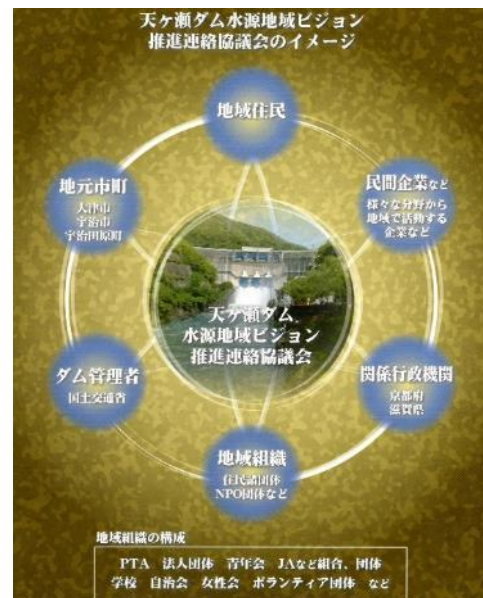 天ヶ瀬ダム水源地域ビジョン
推進連絡協議会のイメージ
地域住民
地元市町
大津市
宇治市
宇治田原町
民間企業など
様々な分野から
地域で活動する
企業など
天ヶ瀬ダム
水源地域ビジョン
推進連絡協議会
ダム管理者
国土交通省
関係行政機関
京都府
滋賀県
地域組織
住民諸団体
NPO団体など
地域組織の構成
PTA 法人団体 青年会 JAなど組合、団体
学校 自治会 女性会 ボランティア団体 など